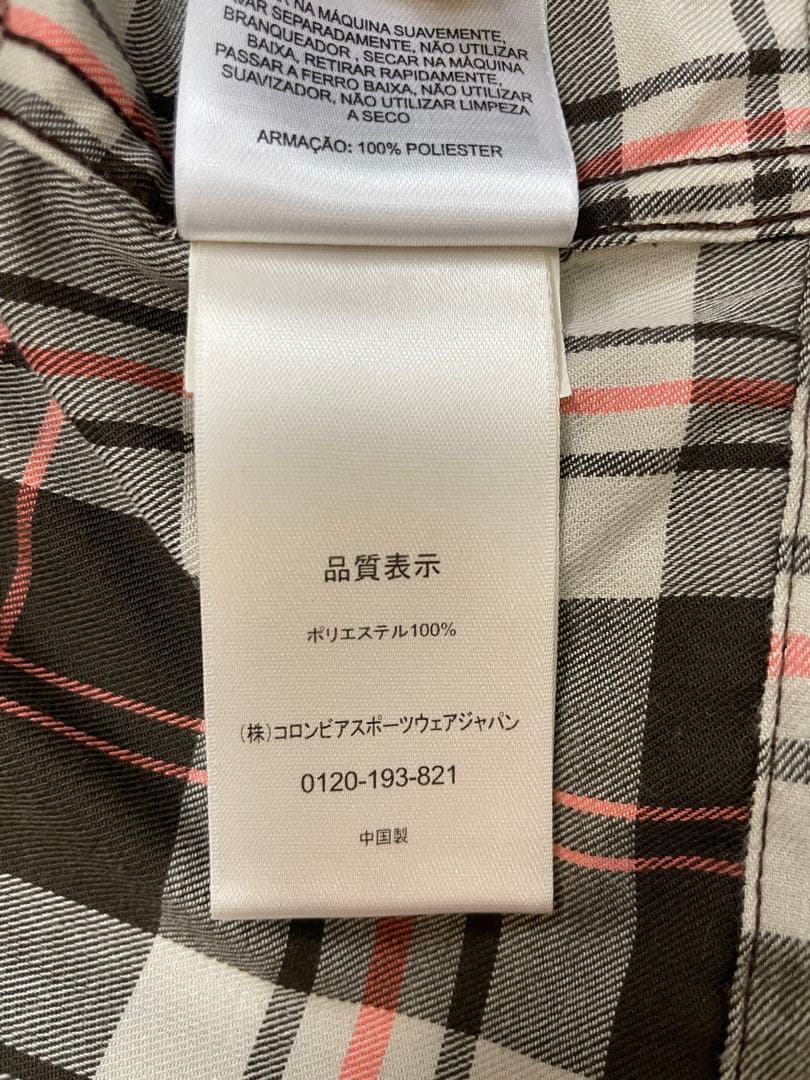 NA MÁQUINA SUAVEMENTE,
SEPARADAMENTE, NÃO UTILIZAR
BRANQUEADOR , SECAR NA MÁQUINA
BAIXA, RETIRAR RAPIDAMENTE,
PASSAR A FERRO BAIXA, NÃO UTILIZAR
SUAVIZADOR, NÃO UTILIZAR LIMPEZA
A SECO
ARMAÇÃO: 100% POLIESTER
品質表示
ポリエステル100%
(株)コロンビアスポーツウェアジャパン
0120-193-821
中国製